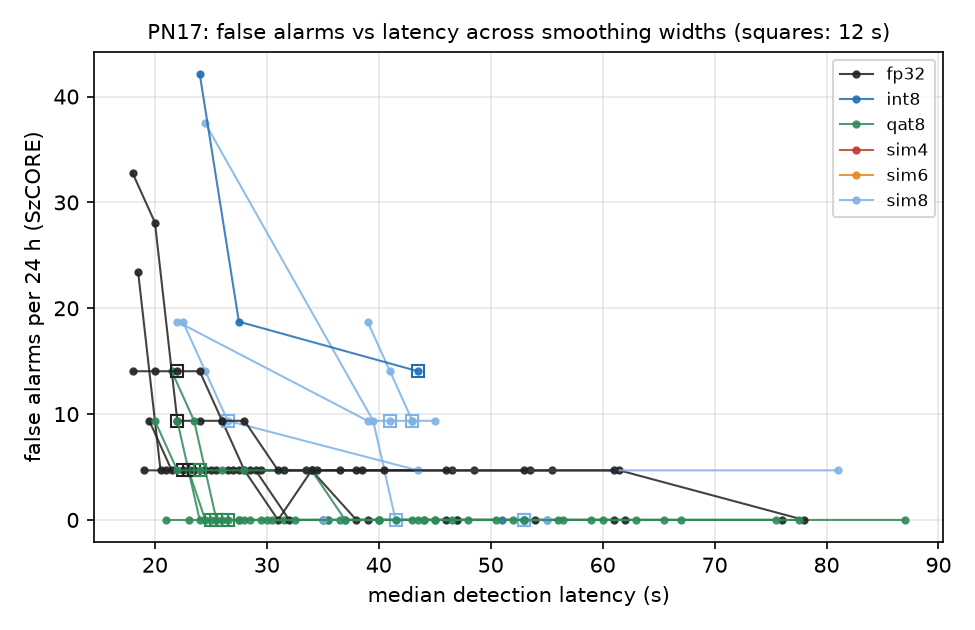 PN17: false alarms vs latency across smoothing widths (squares: 12 s)
false alarms per 24 h (SzCORE)
40
30
20
10
0
fp32
int8
qat8
sim4
sim6
sim8
20 30 40 50 60 70 80 90
median detection latency (s)